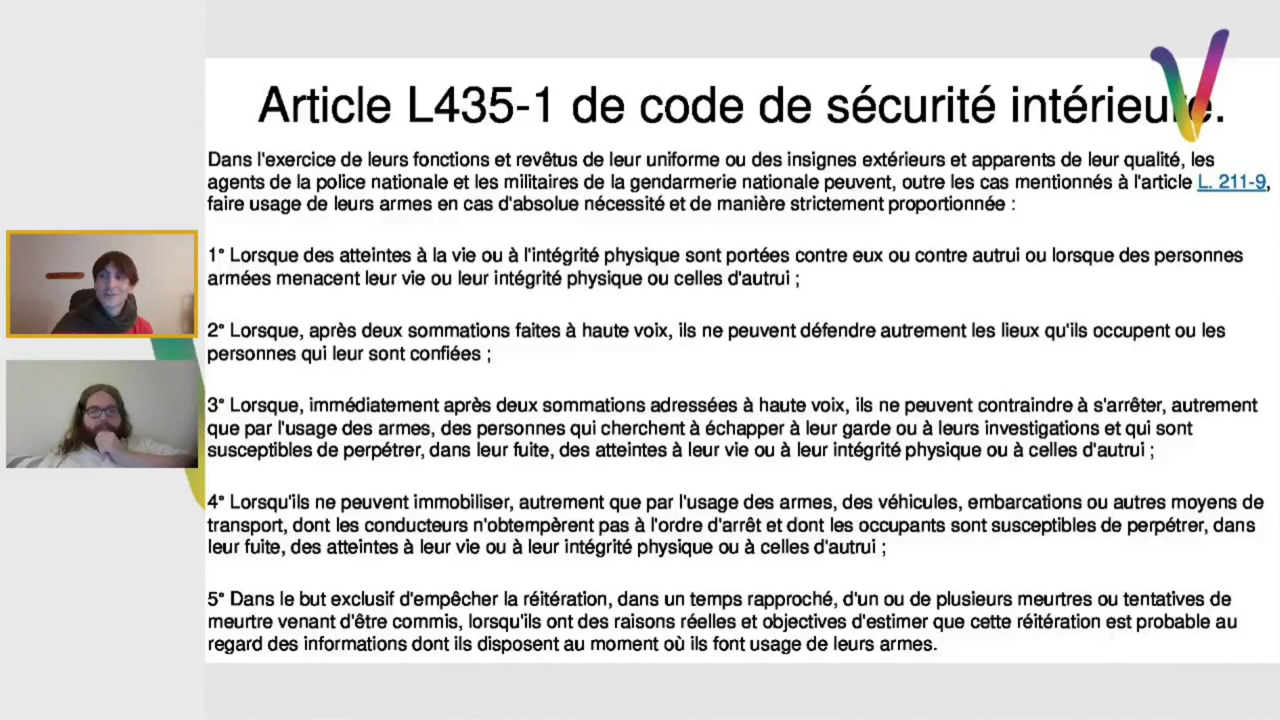 Article L435-1 de code de sécurité intérieure.
Dans l'exercice de leurs fonctions et revêtus de leur uniforme ou des insignes extérieurs et apparents de leur qualité, les
agents de la police nationale et les militaires de la gendarmerie nationale peuvent, outre les cas mentionnés à l'article L. 211-9,
faire usage de leurs armes en cas d'absolue nécessité et de manière strictement proportionnée :
1° Lorsque des atteintes à la vie ou à l'intégrité physique sont portées contre eux ou contre autrui ou lorsque des personnes
armées menacent leur vie ou leur intégrité physique ou celles d'autrui ;
2° Lorsque, après deux sommations faites à haute voix, ils ne peuvent défendre autrement les lieux qu'ils occupent ou les
personnes qui leur sont confiées ;
3° Lorsque, immédiatement après deux sommations adressées à haute voix, ils ne peuvent contraindre à s'arrêter, autrement
que par l'usage des armes, des personnes qui cherchent à échapper à leur garde ou à leurs investigations et qui sont
susceptibles de perpétrer, dans leur fuite, des atteintes à leur vie ou à leur intégrité physique ou à celles d'autrui ;
4° Lorsqu'ils ne peuvent immobiliser, autrement que par l'usage des armes, des véhicules, embarcations ou autres moyens de
transport, dont les conducteurs n'obtempèrent pas à l'ordre d'arrêt et dont les occupants sont susceptibles de perpétrer, dans
leur fuite, des atteintes à leur vie ou à leur intégrité physique ou à celles d'autrui ;
5° Dans le but exclusif d'empêcher la réitération, dans un temps rapproché, d'un ou de plusieurs meurtres ou tentatives de
meurtre venant d'être commis, lorsqu'ils ont des raisons réelles et objectives d'estimer que cette réitération est probable au
regard des informations dont ils disposent au moment où ils font usage de leurs armes.